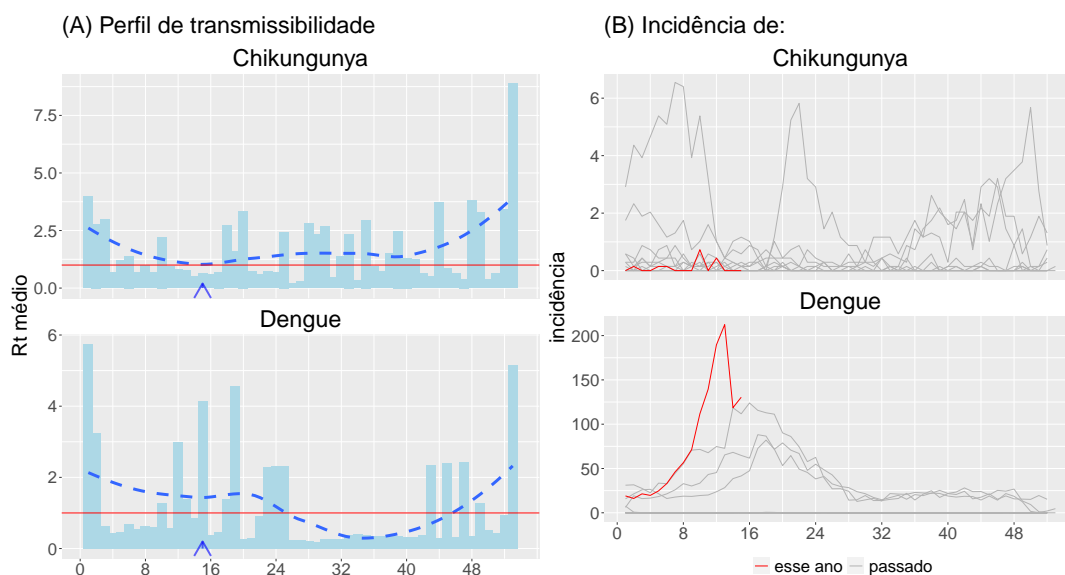 (A) Perfil de transmissibilidade
Chikungunya
7.5
5.0
2.5
0.0
Dengue
6
4
2
0
Rt médio
0 8 16 24 32 40 48
(B) Incidência de:
Chikungunya
6
4
2
0
Dengue
200
150
100
50
0
incidência
0 8 16 24 32 40 48
esse ano passado